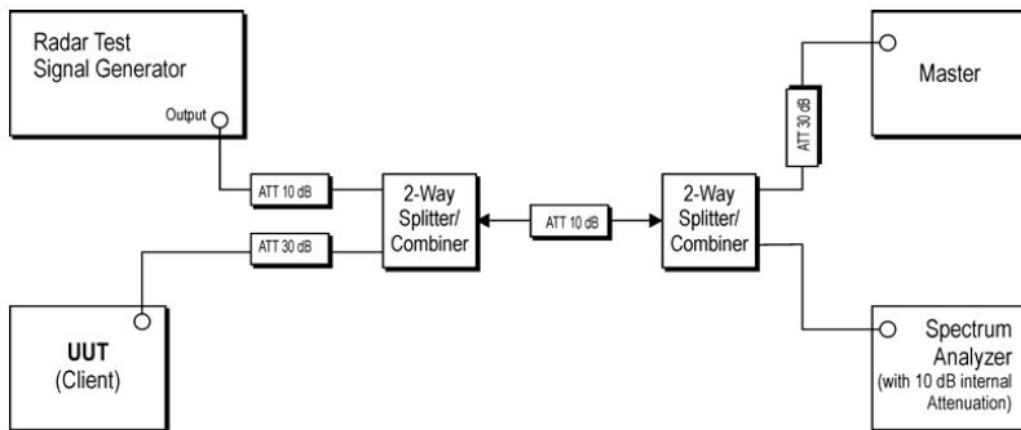 Radar Test
Signal Generator
Output
ATT 10 dB
2-Way
Splitter/
Combiner
ATT 30 dB
UUT
(Client)
ATT 10 dB
2-Way
Splitter/
Combiner
ATT 30 dB
Master
Spectrum
Analyzer
(with 10 dB internal
Attenuation)